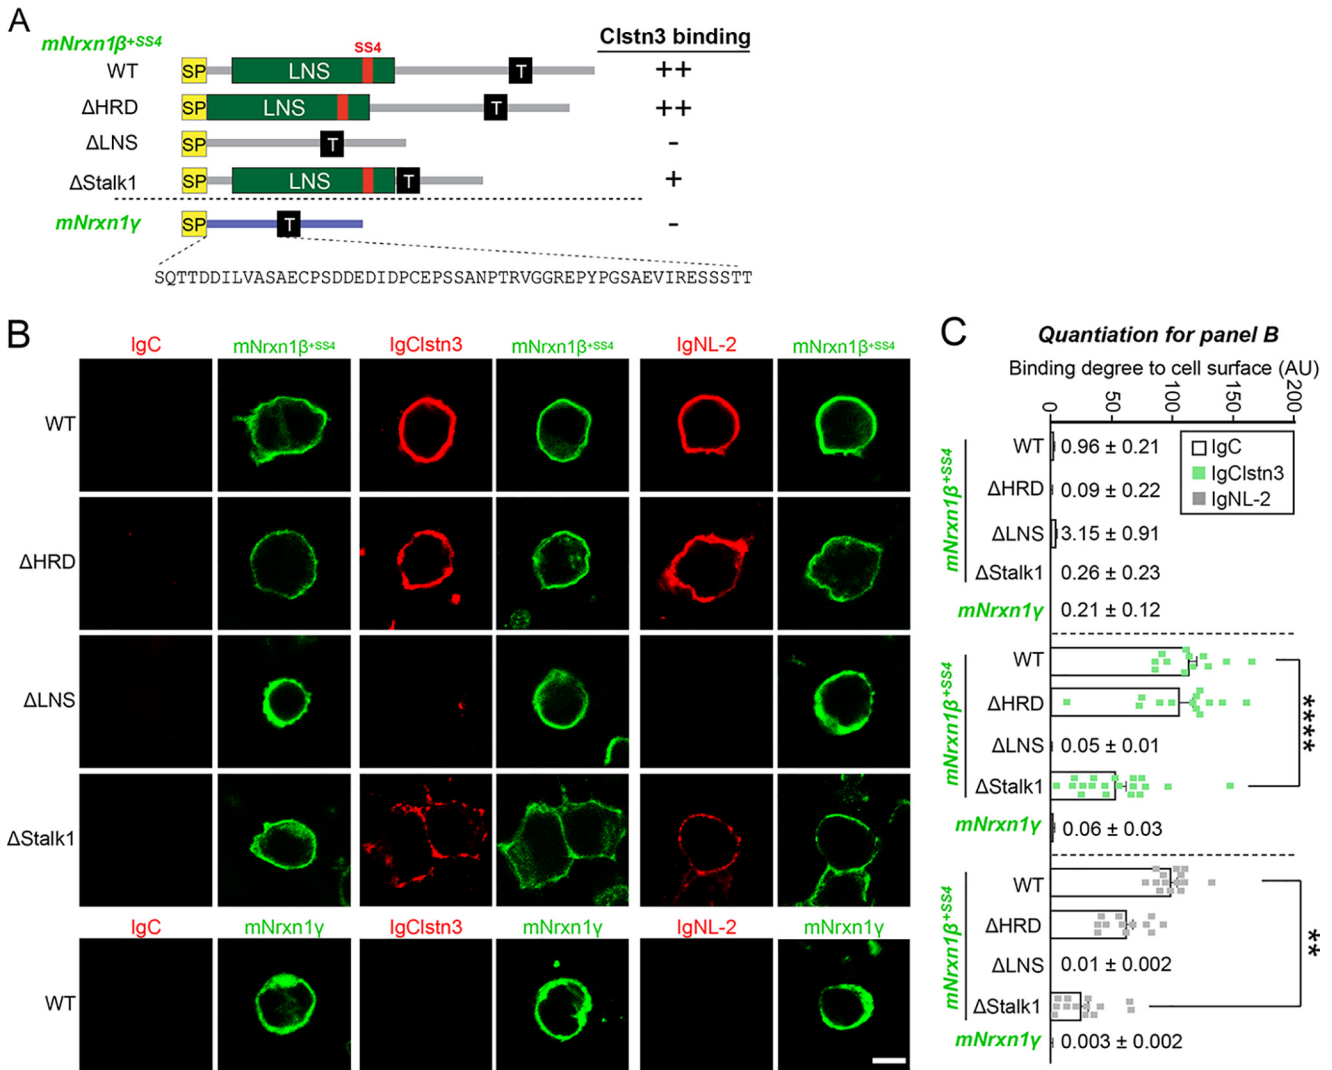 A
mNrxn1β+SS4
Clstn3 binding
SS4
WT SP LNS T ++
ΔHRD SP LNS T ++
ΔLNS SP T -
ΔStalk1 SP LNS T +
mNrxn1γ SP T -
SQTTDDILVASAECPSDDEDIDPCEPSSANPTRVGGREPYPGSAEVIRESSSTT
B
IgC mNrxn1β+SS4 IgClstn3 mNrxn1β+SS4 IgNL-2 mNrxn1β+SS4
WT
ΔHRD
ΔLNS
ΔStalk1
IgC mNrxn1γ IgClstn3 mNrxn1γ IgNL-2 mNrxn1γ
WT
C
Quantiation for panel B
Binding degree to cell surface (AU)
0 50 100 150 200
IgC
IgClstn3
IgNL-2
mNrxn1β+SS4
WT 0.96 ± 0.21
ΔHRD 0.09 ± 0.22
ΔLNS 3.15 ± 0.91
ΔStalk1 0.26 ± 0.23
mNrxn1γ 0.21 ± 0.12
mNrxn1β+SS4
WT
ΔHRD
ΔLNS 0.05 ± 0.01
ΔStalk1
****
mNrxn1γ 0.06 ± 0.03
mNrxn1β+SS4
WT
ΔHRD
ΔLNS 0.01 ± 0.002
ΔStalk1
**
mNrxn1γ 0.003 ± 0.002